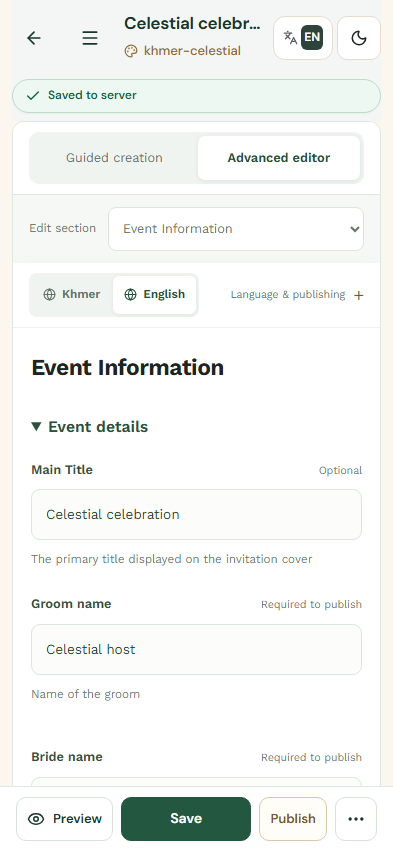 Celestial celebr...
khmer-celestial
EN
Saved to server
Guided creation
Advanced editor
Edit section
Event Information
Khmer
English
Language & publishing +
Event Information
Event details
Main Title
Optional
Celestial celebration
The primary title displayed on the invitation cover
Groom name
Required to publish
Celestial host
Name of the groom
Bride name
Required to publish
Preview
Save
Publish